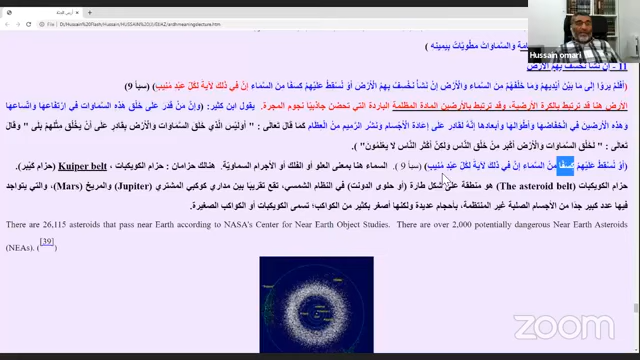 Hussain omari
والسماوات مطويات بيمينه )
11 - إن نشأ نخسف بهم الأرض
(أفلم يروا إلى ما بين أيديهم وما خلفهم من السماء والأرض إن نشأ نخسف بهم الأرض أو نسقط عليهم كسفا من السماء إن في ذلك لآية لكل عبد منيب) (سبأ 9)
الأرض هنا قد ترتبط بالكرة الأرضية، وقد ترتبط بالأرضين المادة المظلمة الباردة التي تحضن جاذبيا نجوم المجرة. يقول ابن كثير: (وإن من قدر على خلق هذه السماوات في ارتفاعها واتساعها
وهذه الأرضين في انخفاضها وأطوالها وأبعادها إنه لقادر على إعادة الأجسام ونشر الرميم من العظام كما قال تعالى : " أوليس الذي خلق السماوات والأرض بقادر على أن يخلق مثلهم بلى " وقال
تعالى : " لخلق السماوات والأرض أكبر من خلق الناس ولكن أكثر الناس لا يعلمون" ).
(أو نسقط عليهم كسفا من السماء إن في ذلك لآية لكل عبد منيب) (سبأ 9 ). السماء هنا بمعنى العلو أو الفلك أو الأجرام السماوية. هنالك حزامان: حزام الكويكبات، Kuiper belt (حزام كيبر).
حزام الكويكبات (The asteroid belt) هو منطقة على شكل طارة (أو حلوى الدونت) في النظام الشمسي، تقع تقريبا بين مداري كوكبي المشتري (Jupiter) والمريخ (Mars)، والتي يتواجد
فيها عدد كبير جدا من الأجسام الصلبة غير المنتظمة، بأحجام عديدة ولكنها أصغر بكثير من الكواكب؛ تسمى الكويكبات أو الكواكب الصغيرة.
There are 26,115 asteroids that pass near Earth according to NASA's Center for Near Earth Object Studies. There are over 2,000 potentially dangerous Near Earth Asteroids
(NEAs). [39]
zoom